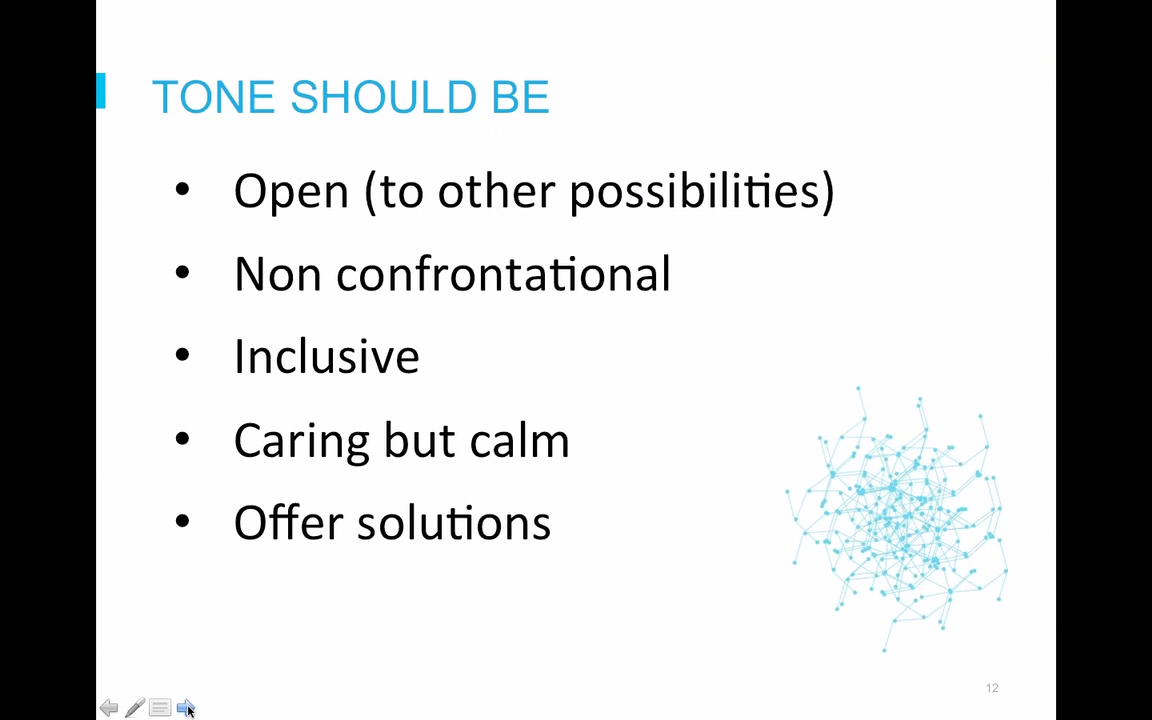 TONE SHOULD BE
• Open (to other possibilities)
• Non confrontational
• Inclusive
• Caring but calm
• Offer solutions
12